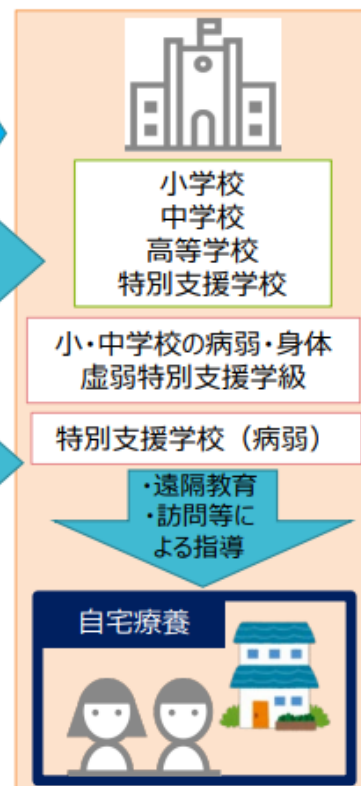 小学校
中学校
高等学校
特別支援学校
小・中学校の病弱・身体
虚弱特別支援学級
特別支援学校（病弱）
・遠隔教育
・訪問等に
よる指導
自宅療養